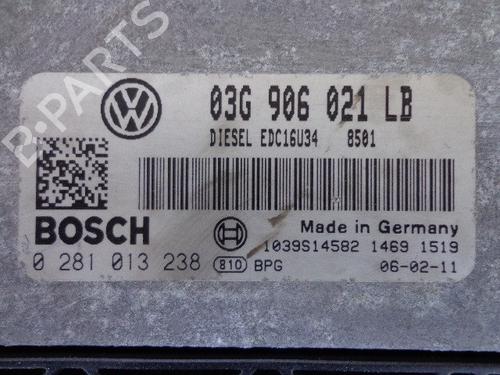 B-PARTS
03G 906 021 LB
DIESEL EDC16U34 8501
BOSCH
Made in Germany
1039S14582 1469 1519
0 281 013 238 810 BPG 06-02-11